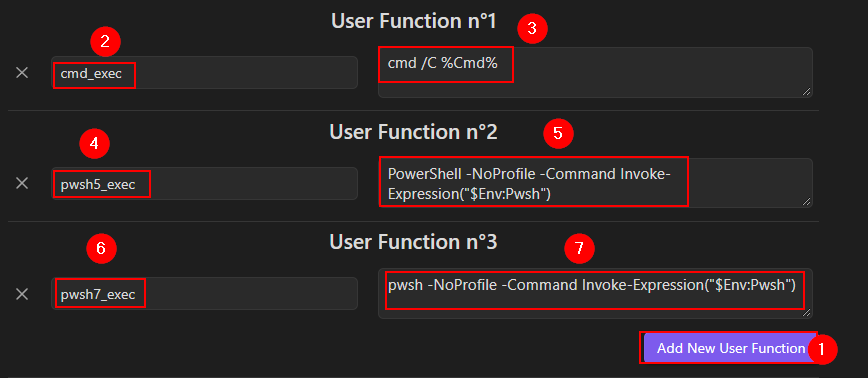 User Function n°1
2
3
cmd_exec
cmd /C %Cmd%
User Function n°2
4
5
pwsh5_exec
PowerShell -NoProfile -Command Invoke-
Expression("$Env:Pwsh")
User Function n°3
6
7
pwsh7_exec
pwsh -NoProfile -Command Invoke-Expression("$Env:Pwsh")
Add New User Function
1